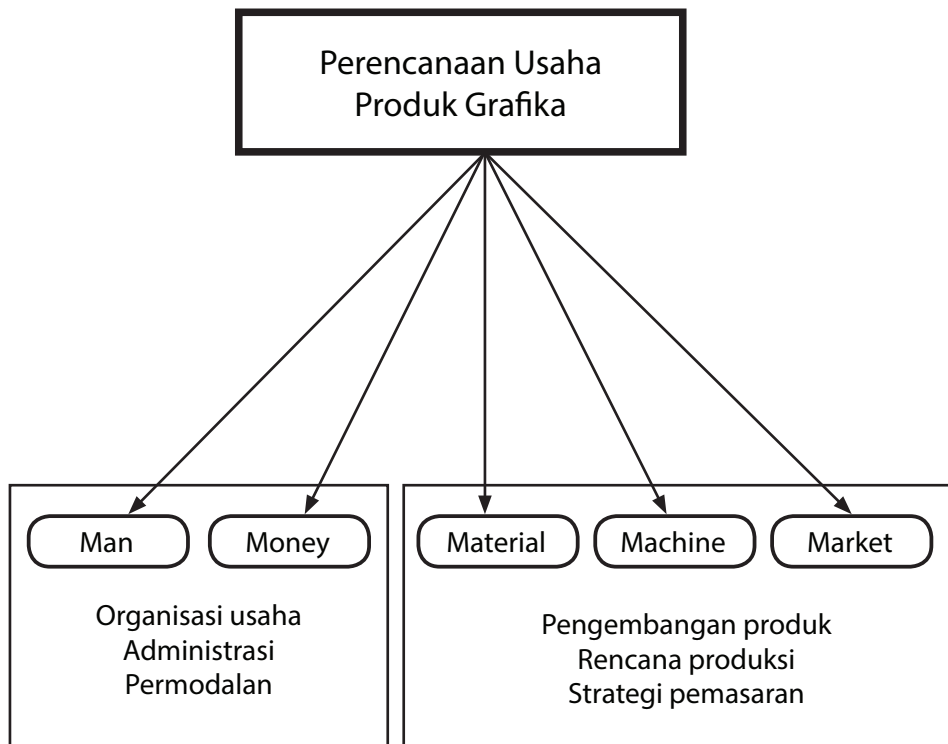 Perencanaan Usaha
Produk Grafika
Man
Money
Material
Machine
Market
Organisasi usaha
Administrasi
Permodalan
Pengembangan produk
Rencana produksi
Strategi pemasaran